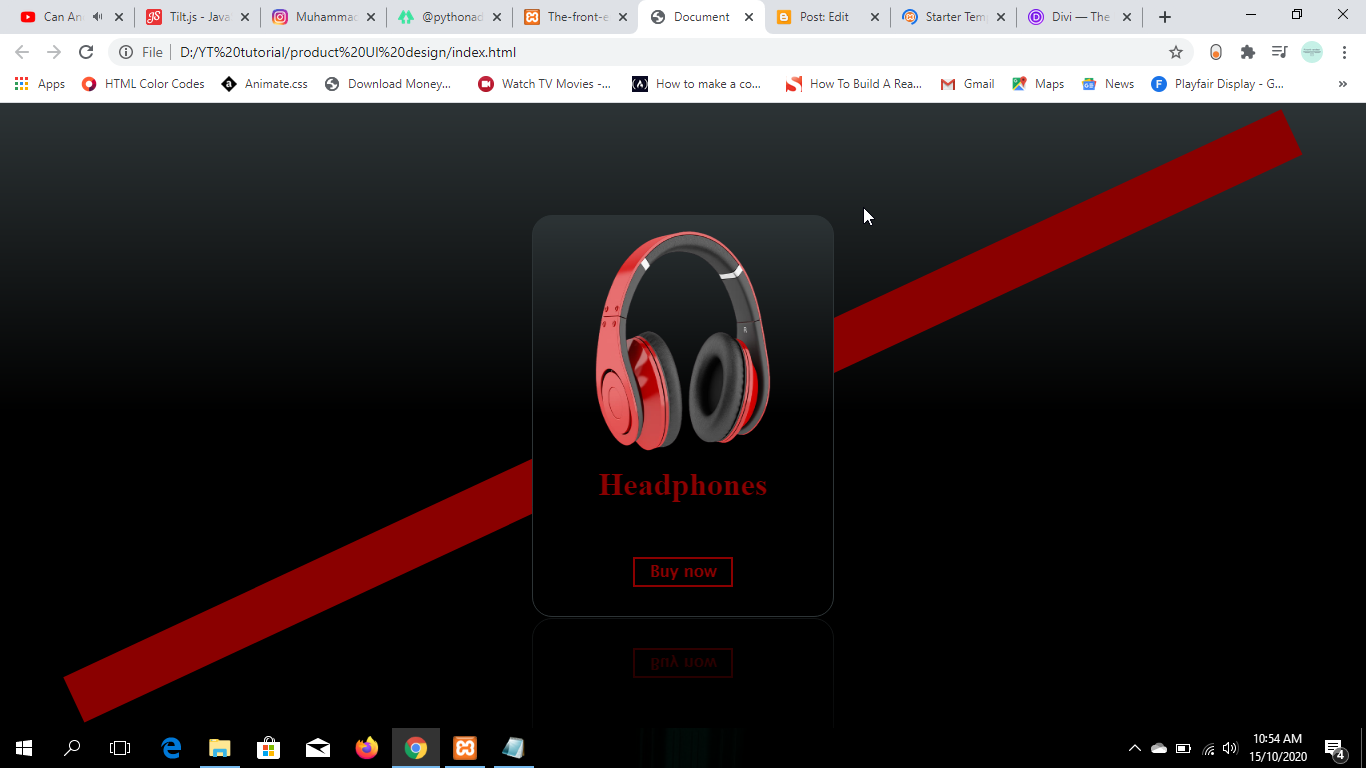 Can An
Tilt.js - Java
Muhammad
@pythonad
The-front-e
Document
Post: Edit
Starter Tem
Divi — The
File
D:/YT%20tutorial/product%20UI%20design/index.html
Apps
HTML Color Codes
Animate.css
Download Money...
Watch TV Movies -...
How to make a co...
How To Build A Rea...
Gmail
Maps
News
Playfair Display - G...
»
Headphones
Buy now
Buy now
10:54 AM
15/10/2020
4